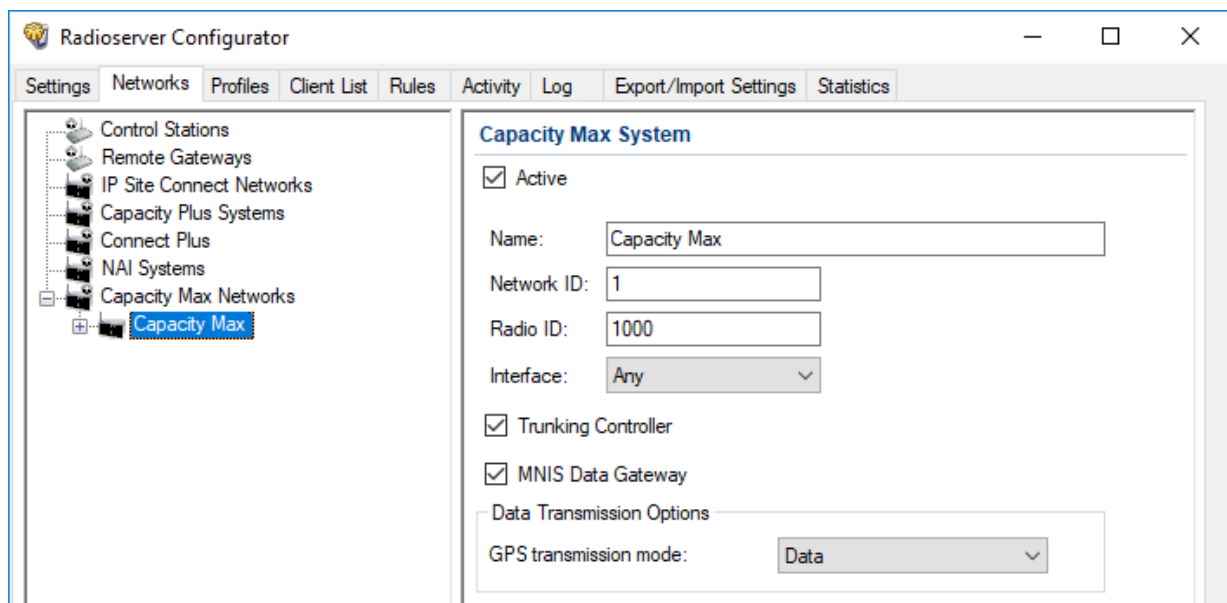 Radioserver Configurator
Settings Networks Profiles Client List Rules Activity Log Export/Import Settings Statistics
Control Stations
Remote Gateways
IP Site Connect Networks
Capacity Plus Systems
Connect Plus
NAI Systems
Capacity Max Networks
Capacity Max
Capacity Max System
Active
Name: Capacity Max
Network ID: 1
Radio ID: 1000
Interface: Any
Trunking Controller
MNIS Data Gateway
Data Transmission Options
GPS transmission mode: Data